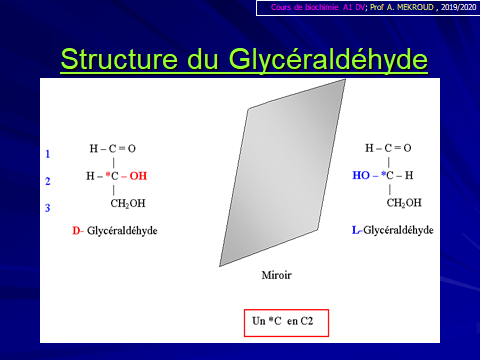 Cours de biochimie A1 DV; Prof A. MEKROUD , 2019/2020
Structure du Glycéraldéhyde
1 H – C = O
|
2 H – *C – OH
|
3 CH₂OH
D- Glycéraldéhyde
Miroir
H – C = O
|
HO – *C – H
|
CH₂OH
L-Glycéraldéhyde
Un *C en C2